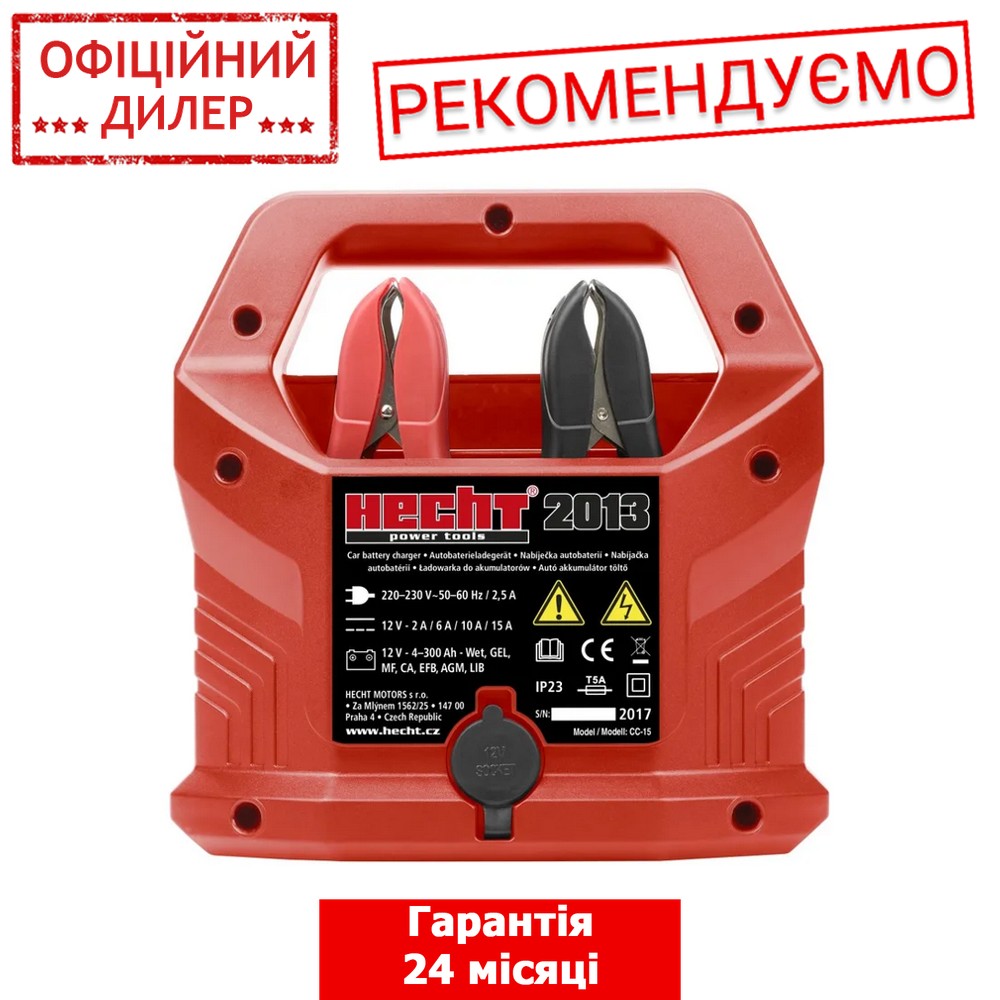 ОФІЦІЙНИЙ
ДИЛЕР
РЕКОМЕНДУЄМО
HECHT® 2013
power tools
Car battery charger • Autobaterieladegerät • Nabíječka autobaterií • Nabíjačka
autobatérií • Ładowarka do akumulatorów • Autó akkumulátor töltő
220–230 V~50–60 Hz / 2,5 A
12 V - 2 A / 6 A / 10 A / 15 A
12 V - 4–300 Ah - Wet, GEL,
MF, CA, EFB, AGM, LIB
CE
IP23
T5A
HECHT MOTORS s r.o.
• Za Mlýnem 1562/25 • 147 00
Praha 4 • Czech Republic
www.hecht.cz
S/N: 2017
Model / Modell: CC-15
12V
SOCKET
Гарантія
24 місяці